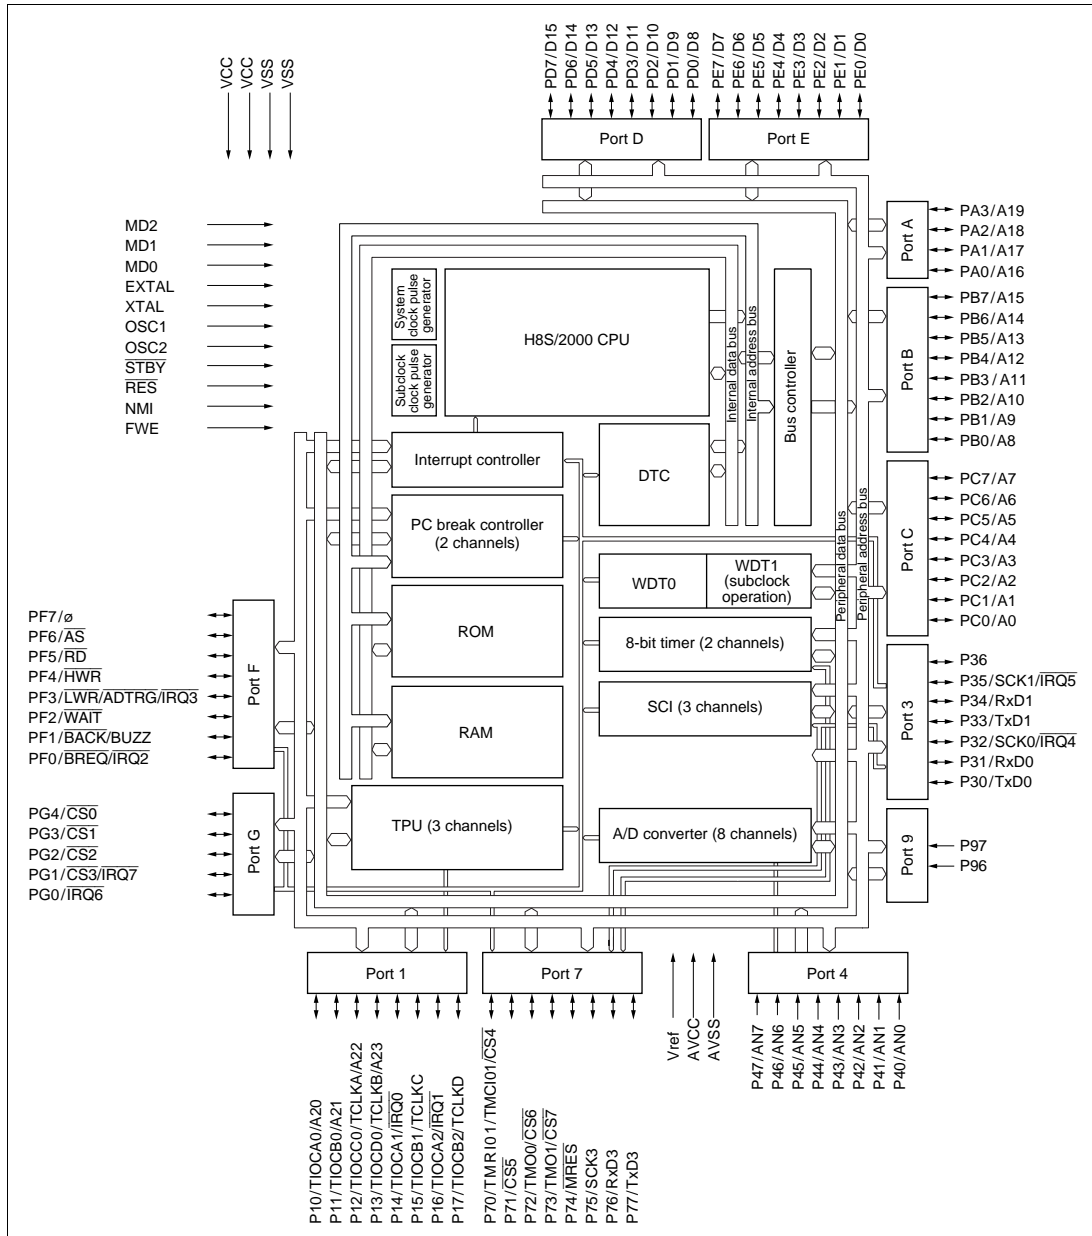 VCC
VCC
VSS
VSS
PD7/D15
PD6/D14
PD5/D13
PD4/D12
PD3/D11
PD2/D10
PD1/D9
PD0/D8
PE7/D7
PE6/D6
PE5/D5
PE4/D4
PE3/D3
PE2/D2
PE1/D1
PE0/D0
Port D
Port E
MD2
MD1
MD0
EXTAL
XTAL
OSC1
OSC2
STBY
RES
NMI
FWE
System
clock pulse
generator
Subclock
clock pulse
generator
H8S/2000 CPU
Internal data bus
Internal address bus
Bus controller
Port A
PA3/A19
PA2/A18
PA1/A17
PA0/A16
Port B
PB7/A15
PB6/A14
PB5/A13
PB4/A12
PB3/A11
PB2/A10
PB1/A9
PB0/A8
Interrupt controller
DTC
PC break controller
(2 channels)
Peripheral data bus
Peripheral address bus
Port C
PC7/A7
PC6/A6
PC5/A5
PC4/A4
PC3/A3
PC2/A2
PC1/A1
PC0/A0
WDT0
WDT1
(subclock
operation)
ROM
8-bit timer (2 channels)
RAM
SCI (3 channels)
Port F
PF7/ø
PF6/AS
PF5/RD
PF4/HWR
PF3/LWR/ADTRG/IRQ3
PF2/WAIT
PF1/BACK/BUZZ
PF0/BREQ/IRQ2
Port 3
P36
P35/SCK1/IRQ5
P34/RxD1
P33/TxD1
P32/SCK0/IRQ4
P31/RxD0
P30/TxD0
Port G
PG4/CS0
PG3/CS1
PG2/CS2
PG1/CS3/IRQ7
PG0/IRQ6
TPU (3 channels)
A/D converter (8 channels)
Port 9
P97
P96
Port 1
Port 7
Port 4
P10/TIOCA0/A20
P11/TIOCB0/A21
P12/TIOCC0/TCLKA/A22
P13/TIOCD0/TCLKB/A23
P14/TIOCA1/IRQ0
P15/TIOCB1/TCLKC
P16/TIOCA2/IRQ1
P17/TIOCB2/TCLKD
P70/TMRI01/TMCI01/CS4
P71/CS5
P72/TMO0/CS6
P73/TMO1/CS7
P74/MRES
P75/SCK3
P76/RxD3
P77/TxD3
Vref
AVCC
AVSS
P47/AN7
P46/AN6
P45/AN5
P44/AN4
P43/AN3
P42/AN2
P41/AN1
P40/AN0